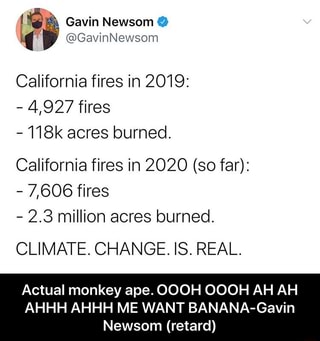 Gavin Newsom
@GavinNewsom
California fires in 2019:
- 4,927 fires
- 118k acres burned.
California fires in 2020 (so far):
- 7,606 fires
- 2.3 million acres burned.
CLIMATE. CHANGE. IS. REAL.
Actual monkey ape. OOOH OOOH AH AH
AHHH AHHH ME WANT BANANA-Gavin
Newsom (retard)